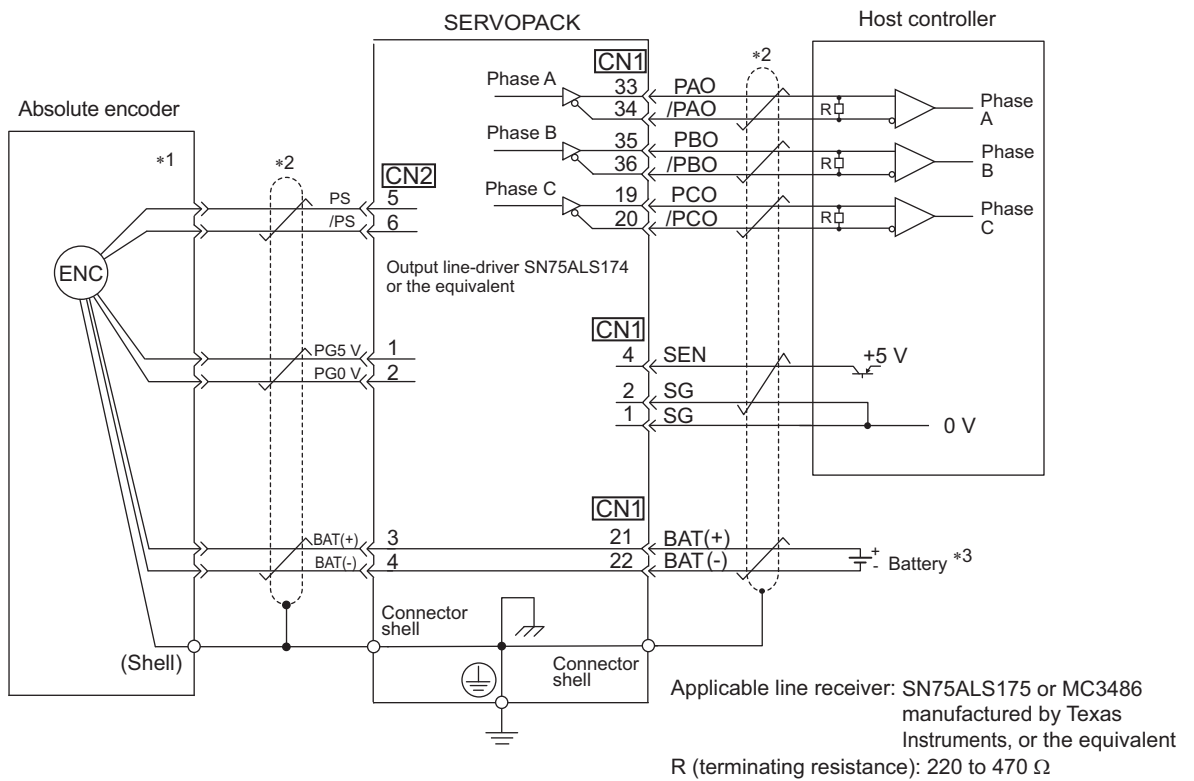 SERVOPACK
Host controller
Absolute encoder
*1
*2
CN2
PS 5
/PS 6
ENC
Output line-driver SN75ALS174
or the equivalent
PG5 V 1
PG0 V 2
BAT(+) 3
BAT(-) 4
(Shell)
Connector
shell
CN1
*2
Phase A 33 PAO R Phase
A
34 /PAO
Phase B 35 PBO R Phase
B
36 /PBO
Phase C 19 PCO R Phase
C
20 /PCO
CN1
4 SEN +5 V
2 SG
1 SG 0 V
CN1
21 BAT(+) +
22 BAT (-) - Battery *3
Connector
shell
Applicable line receiver: SN75ALS175 or MC3486
manufactured by Texas
Instruments, or the equivalent
R (terminating resistance): 220 to 470 Ω